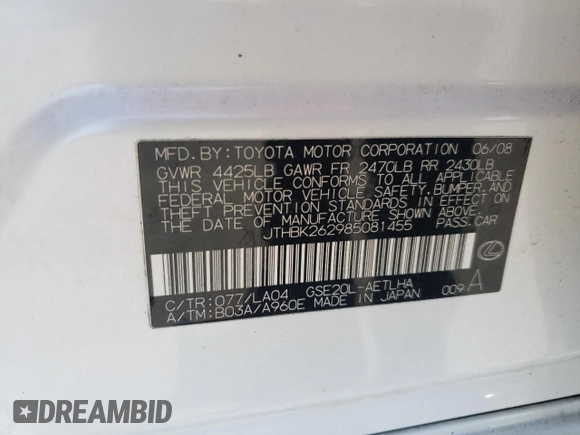 MFD. BY: TOYOTA MOTOR CORPORATION 06/08
GVWR 4425LB GAWR FR 2470LB RR 2430LB
THIS VEHICLE CONFORMS TO ALL APPLICABLE
FEDERAL MOTOR VEHICLE SAFETY, BUMPER, AND
THEFT PREVENTION STANDARDS IN EFFECT ON
THE DATE OF MANUFACTURE SHOWN ABOVE.
JTHBK262985081455 PASS. CAR
C/TR: 077/LA04 GSE20L-AETLHA 009 A
A/TM: B03A/A960E MADE IN JAPAN
DREAMBID